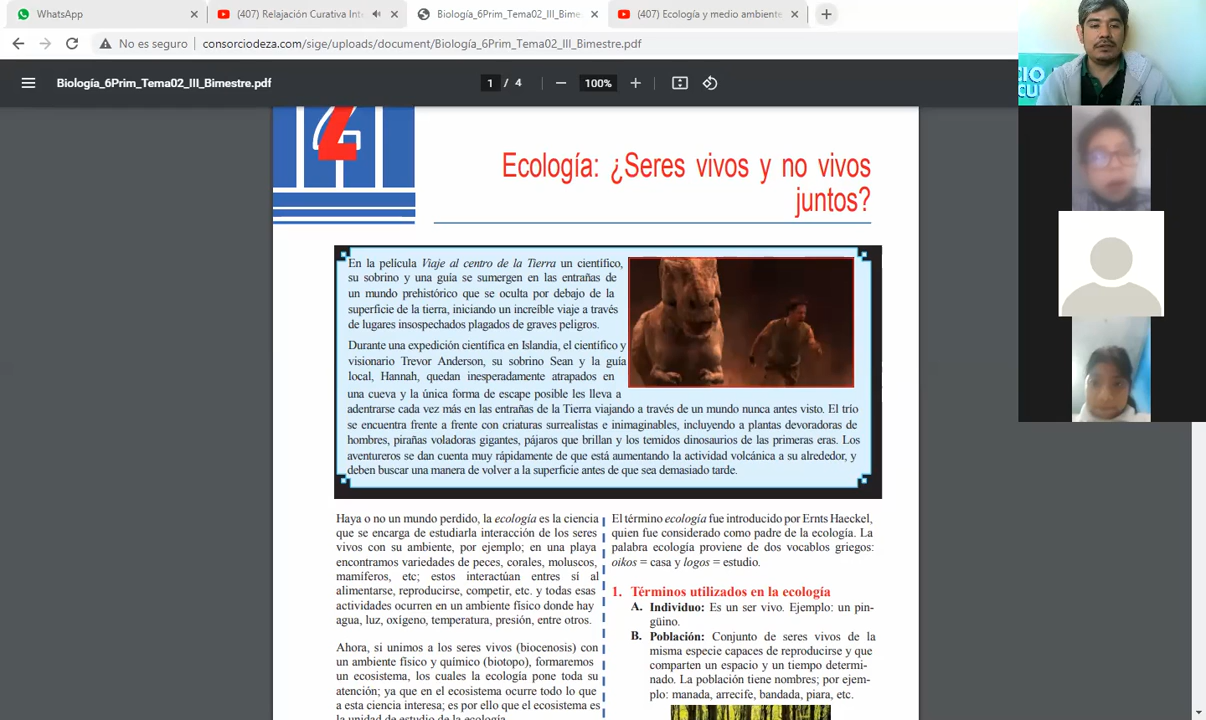 WhatsApp
(407) Relajación Curativa Int
Biología_6Prim_Tema02_III_Bime
(407) Ecología y medio ambiente
No es seguro
consorciodeza.com/sige/uploads/document/Biología_6Prim_Tema02_III_Bimestre.pdf
Biología_6Prim_Tema02_III_Bimestre.pdf
1 / 4
100%
2
Ecología: ¿Seres vivos y no vivos
juntos?
En la película Viaje al centro de la Tierra un científico,
su sobrino y una guía se sumergen en las entrañas de
un mundo prehistórico que se oculta por debajo de la
superficie de la tierra, iniciando un increíble viaje a través
de lugares insospechados plagados de graves peligros.
Durante una expedición científica en Islandia, el científico y
visionario Trevor Anderson, su sobrino Sean y la guía
local, Hannah, quedan inesperadamente atrapados en
una cueva y la única forma de escape posible les lleva a
adentrarse cada vez más en las entrañas de la Tierra viajando a través de un mundo nunca antes visto. El trío
se encuentra frente a frente con criaturas surrealistas e inimaginables, incluyendo a plantas devoradoras de
hombres, pirañas voladoras gigantes, pájaros que brillan y los temidos dinosaurios de las primeras eras. Los
aventureros se dan cuenta muy rápidamente de que está aumentando la actividad volcánica a su alrededor, y
deben buscar una manera de volver a la superficie antes de que sea demasiado tarde.
Haya o no un mundo perdido, la ecología es la ciencia
que se encarga de estudiarla interacción de los seres
vivos con su ambiente, por ejemplo; en una playa
encontramos variedades de peces, corales, moluscos,
mamíferos, etc; estos interactúan entres sí al
alimentarse, reproducirse, competir, etc. y todas esas
actividades ocurren en un ambiente físico donde hay
agua, luz, oxígeno, temperatura, presión, entre otros.
Ahora, si unimos a los seres vivos (biocenosis) con
un ambiente físico y químico (biotopo), formaremos
un ecosistema, los cuales la ecología pone toda su
atención; ya que en el ecosistema ocurre todo lo que
a esta ciencia interesa; es por ello que el ecosistema es
la unidad de estudio de la ecología.
El término ecología fue introducido por Ernts Haeckel,
quien fue considerado como padre de la ecología. La
palabra ecología proviene de dos vocablos griegos:
oikos = casa y logos = estudio.
1. Términos utilizados en la ecología
A. Individuo: Es un ser vivo. Ejemplo: un pin-
güino.
B. Población: Conjunto de seres vivos de la
misma especie capaces de reproducirse y que
comparten un espacio y un tiempo determi-
nado. La población tiene nombres; por ejem-
plo: manada, arrecife, bandada, piara, etc.